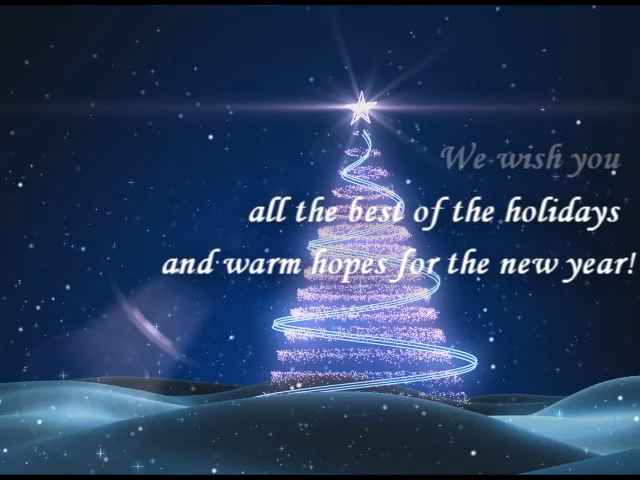 We wish you
all the best of the holidays
and warm hopes for the new year!